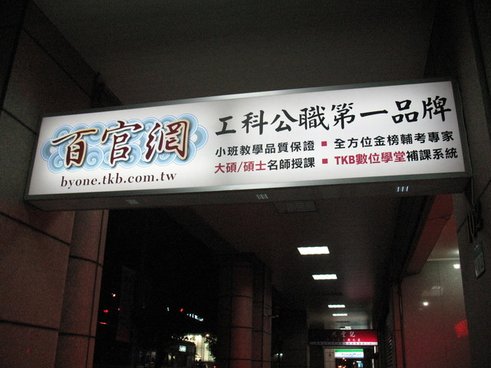 百官網
byone.tkb.com.tw
工科公職第一品牌
小班教學品質保證 ▪ 全方位金榜輔考專家
大碩/碩士名師授課 ▪ TKB數位學堂補課系統